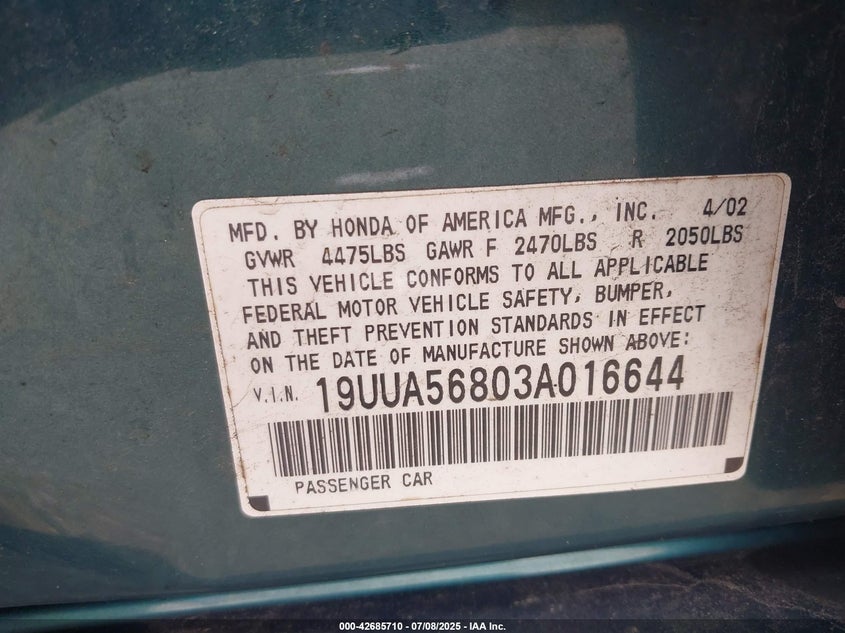 MFD. BY HONDA OF AMERICA MFG., INC. 4/02
GVWR 4475LBS GAWR F 2470LBS R 2050LBS
THIS VEHICLE CONFORMS TO ALL APPLICABLE
FEDERAL MOTOR VEHICLE SAFETY, BUMPER,
AND THEFT PREVENTION STANDARDS IN EFFECT
ON THE DATE OF MANUFACTURE SHOWN ABOVE:
V.I.N. 19UUA56803A016644
PASSENGER CAR
000-42685710 - 07/08/2025 - IAA Inc.